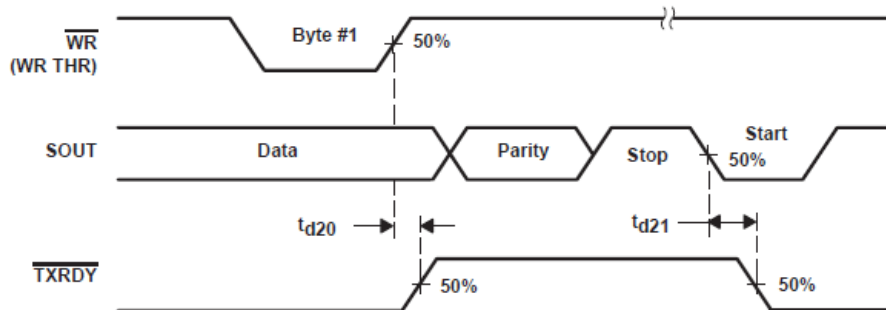 WR
(WR THR)
Byte #1
50%
SOUT
Data
Parity
Stop
Start
50%
td20
td21
TXRDY
50%
50%